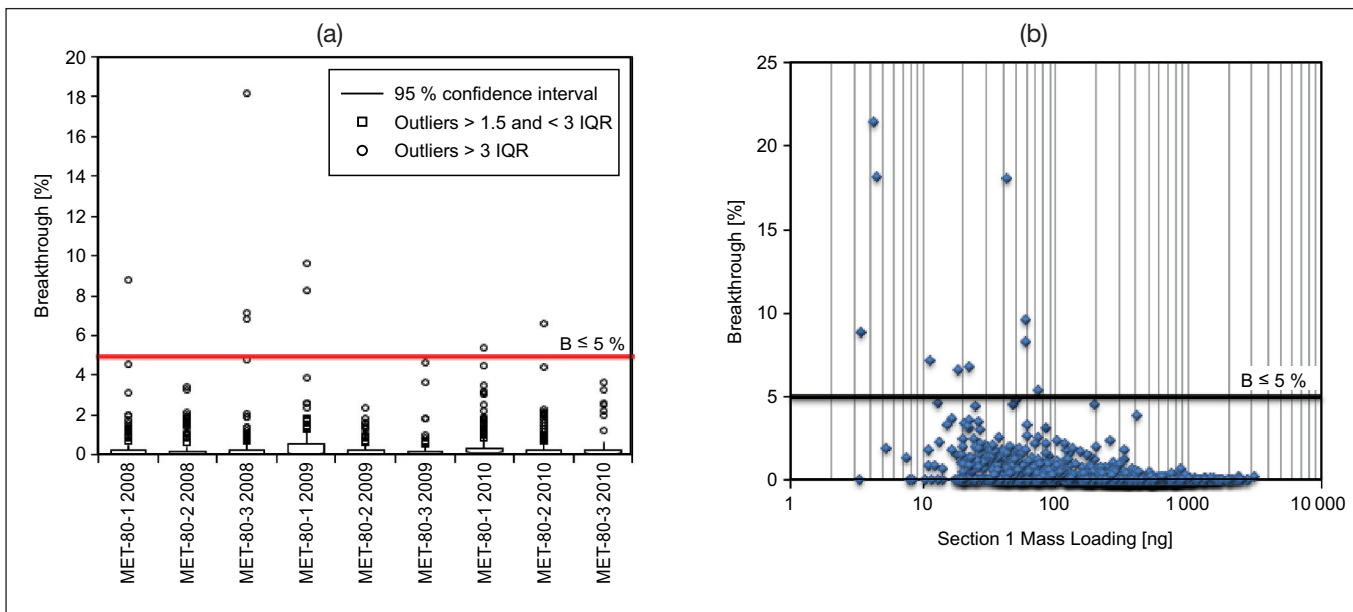 (a)
20
18
16
14
12
10
8
6
4
2
0
Breakthrough [%]
95 % confidence interval
Outliers > 1.5 and < 3 IQR
Outliers > 3 IQR
B ≤ 5 %
MET-80-1 2008
MET-80-2 2008
MET-80-3 2008
MET-80-1 2009
MET-80-2 2009
MET-80-3 2009
MET-80-1 2010
MET-80-2 2010
MET-80-3 2010
(b)
25
20
15
10
5
0
Breakthrough [%]
B ≤ 5 %
1 10 100 1 000 10 000
Section 1 Mass Loading [ng]